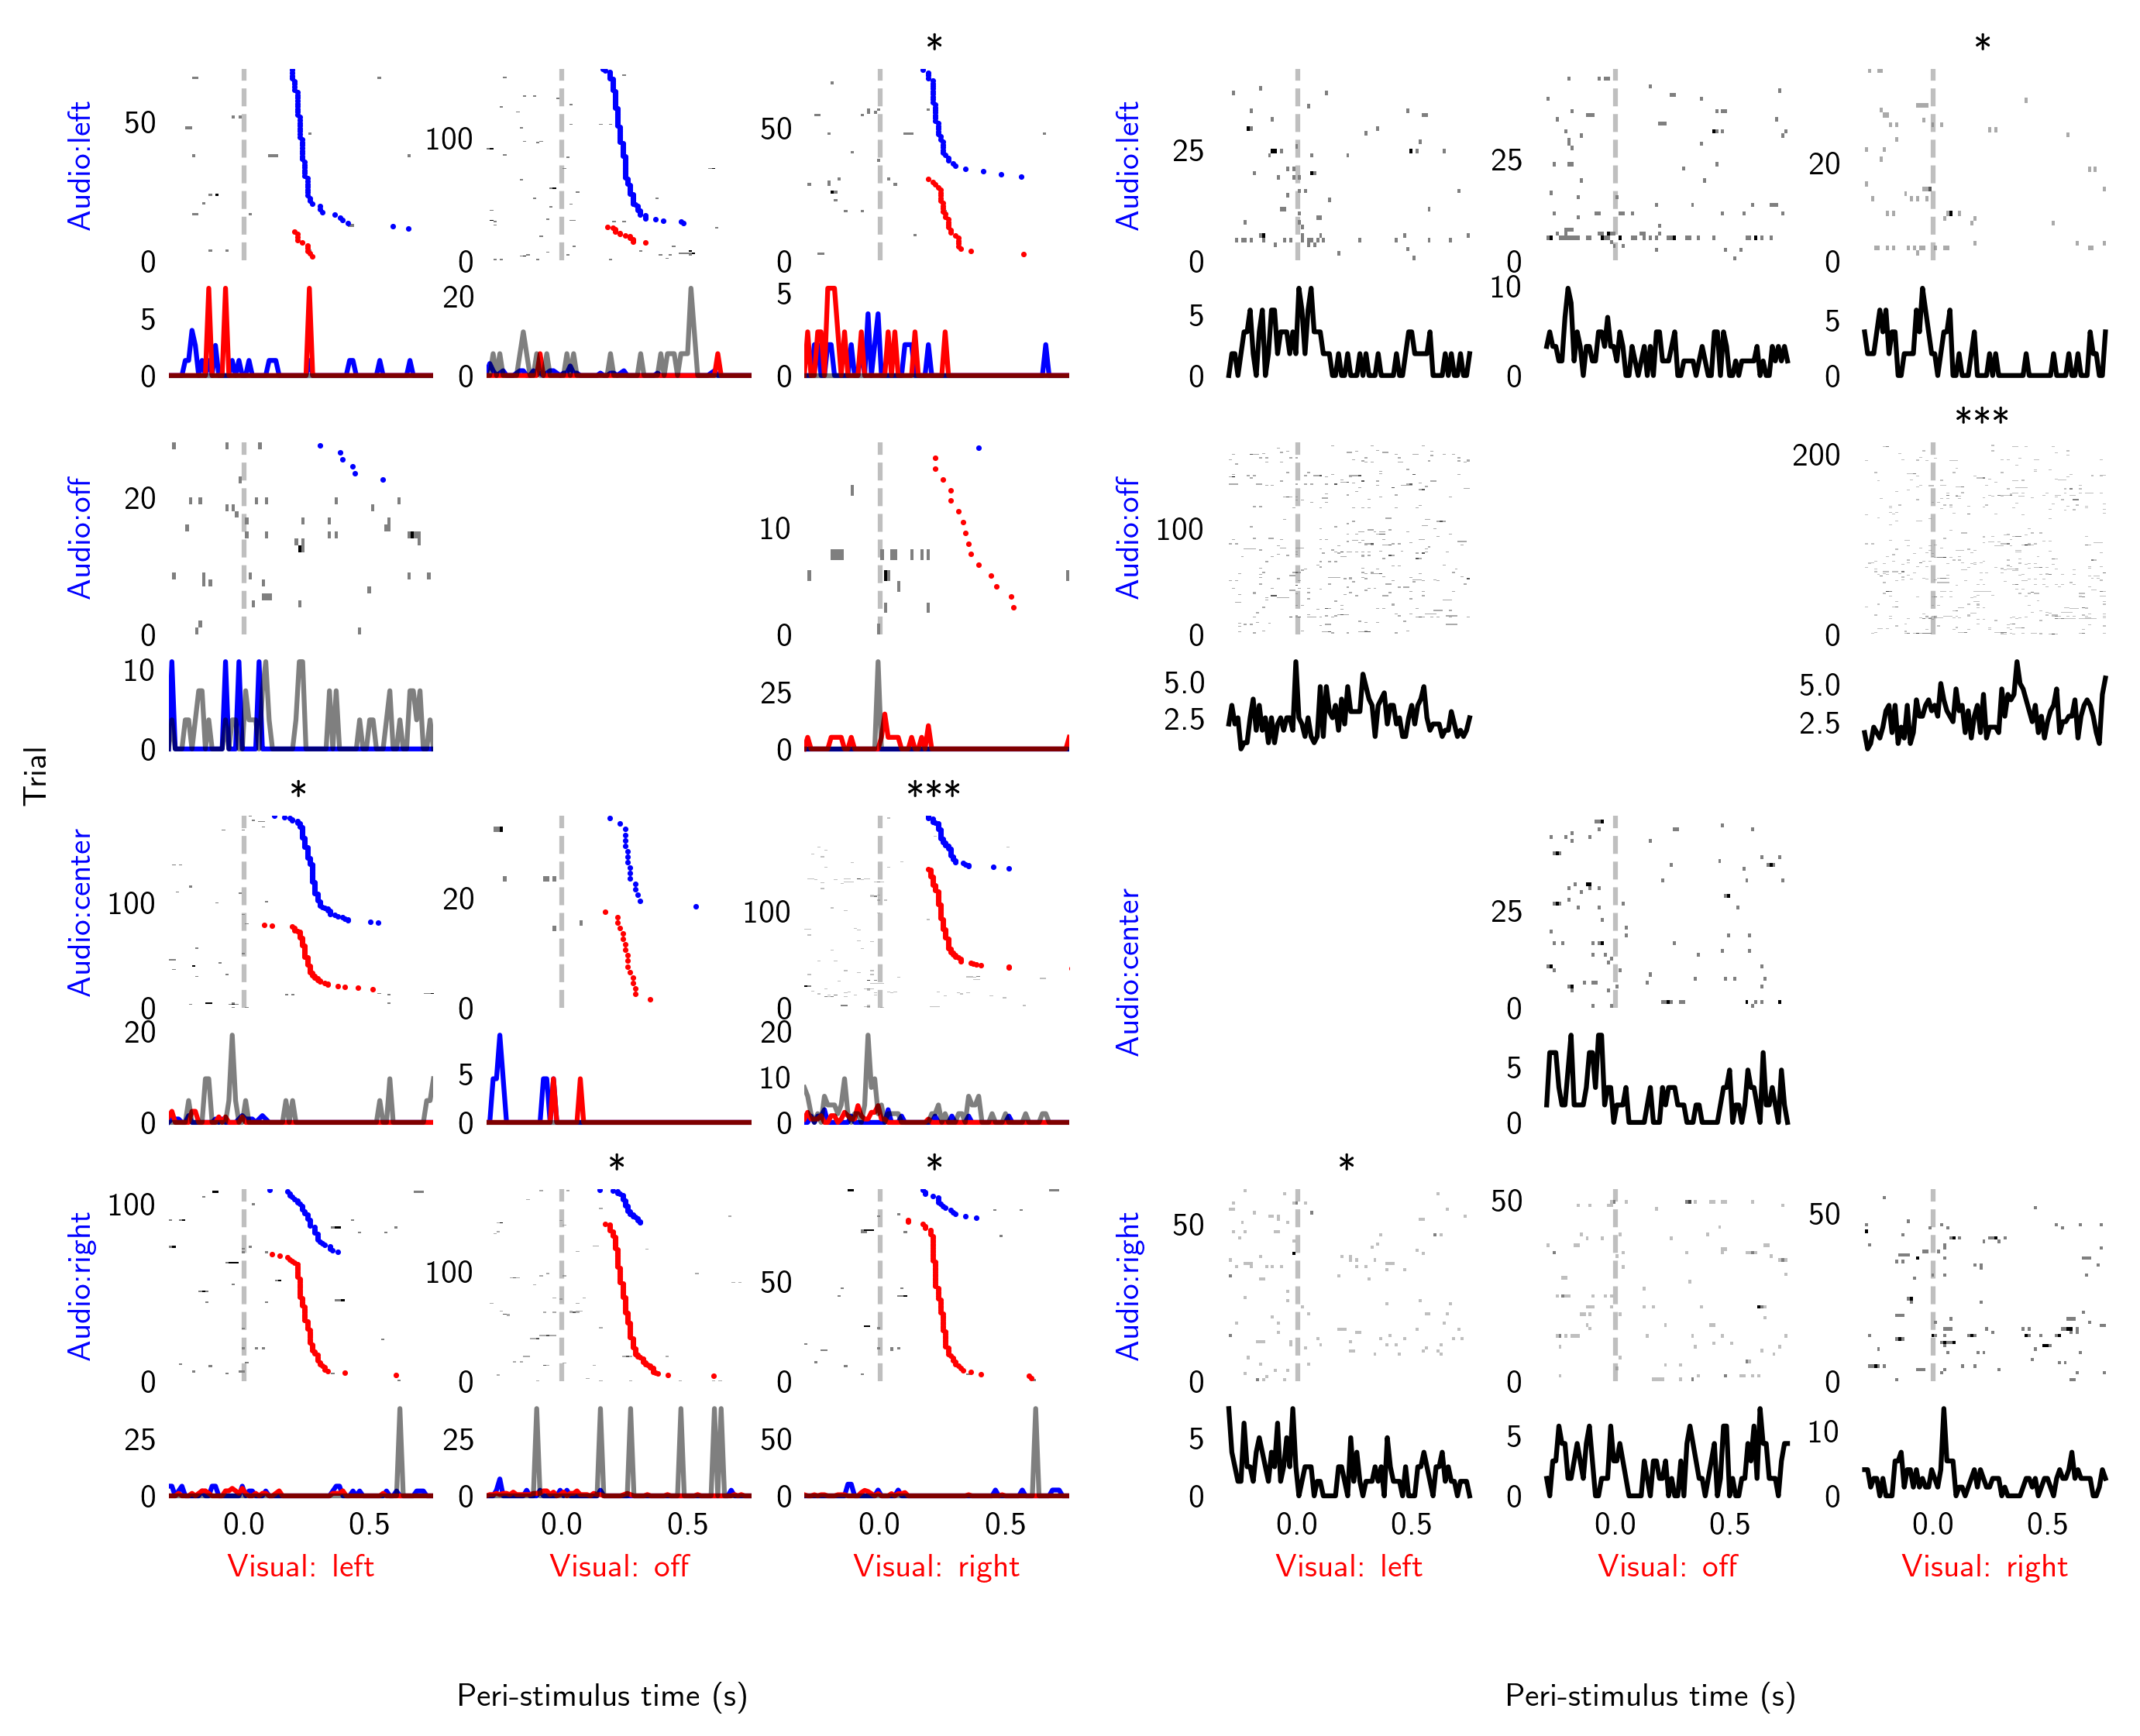 * *
Audio:left 50 0 100 0 50 0 Audio:left 25 0 25 0 20 0
5 0 20 0 5 0 5 0 10 0 5 0
***
Audio:off 20 0 10 0 Audio:off 100 0 200 0
10 0 25 0 5.0 2.5 5.0 2.5
Trial
* ***
Audio:center 100 0 20 0 100 0 Audio:center 25 0
20 0 5 0 20 10 0 5 0
* * *
Audio:right 100 0 100 0 50 0 Audio:right 50 0 50 0 50 0
25 0 25 0 50 0 5 0 5 0 10 0
0.0 0.5 0.0 0.5 0.0 0.5 0.0 0.5 0.0 0.5 0.0 0.5
Visual: left Visual: off Visual: right Visual: left Visual: off Visual: right
Peri-stimulus time (s) Peri-stimulus time (s)